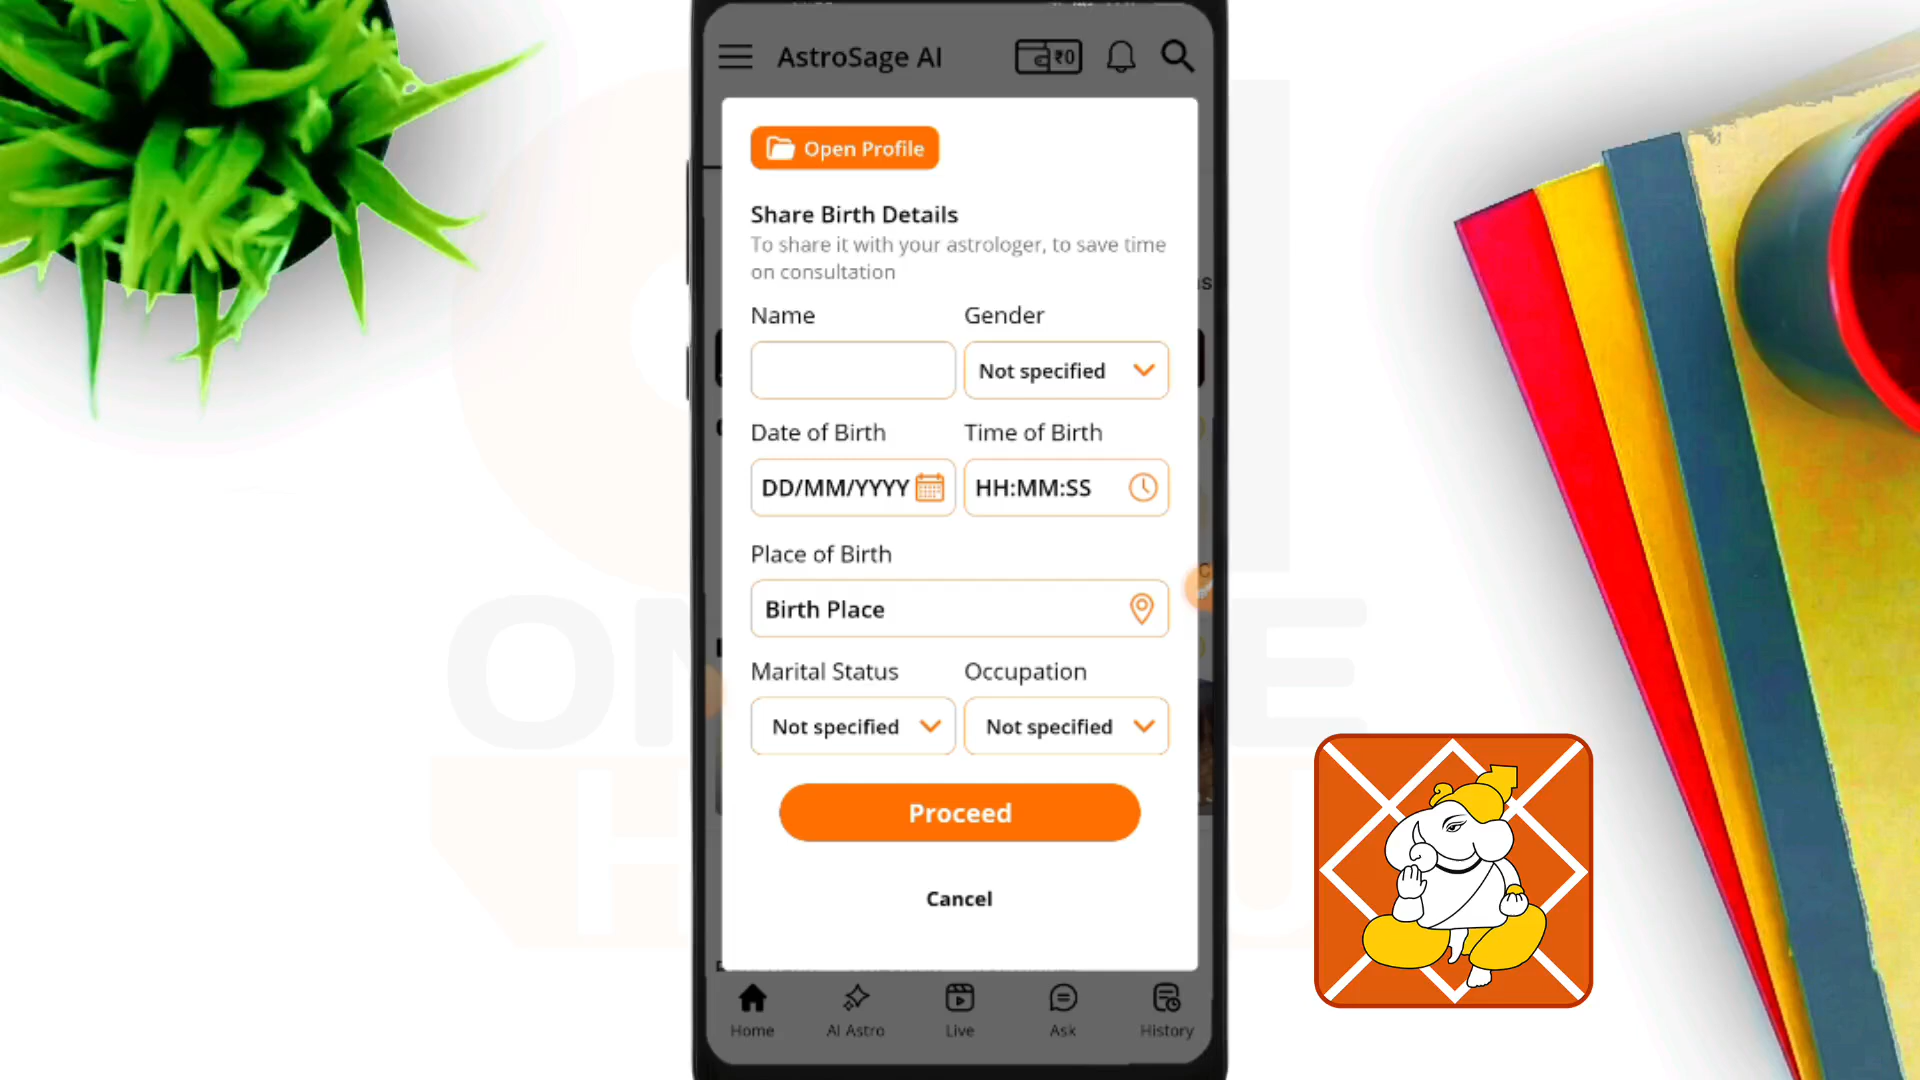 AstroSage AI
₹0
Open Profile
Share Birth Details
To share it with your astrologer, to save time
on consultation
Name
Gender
Not specified
Date of Birth
Time of Birth
DD/MM/YYYY
HH:MM:SS
Place of Birth
Birth Place
Marital Status
Occupation
Not specified
Not specified
Proceed
Cancel
Home
AI Astro
Live
Ask
History